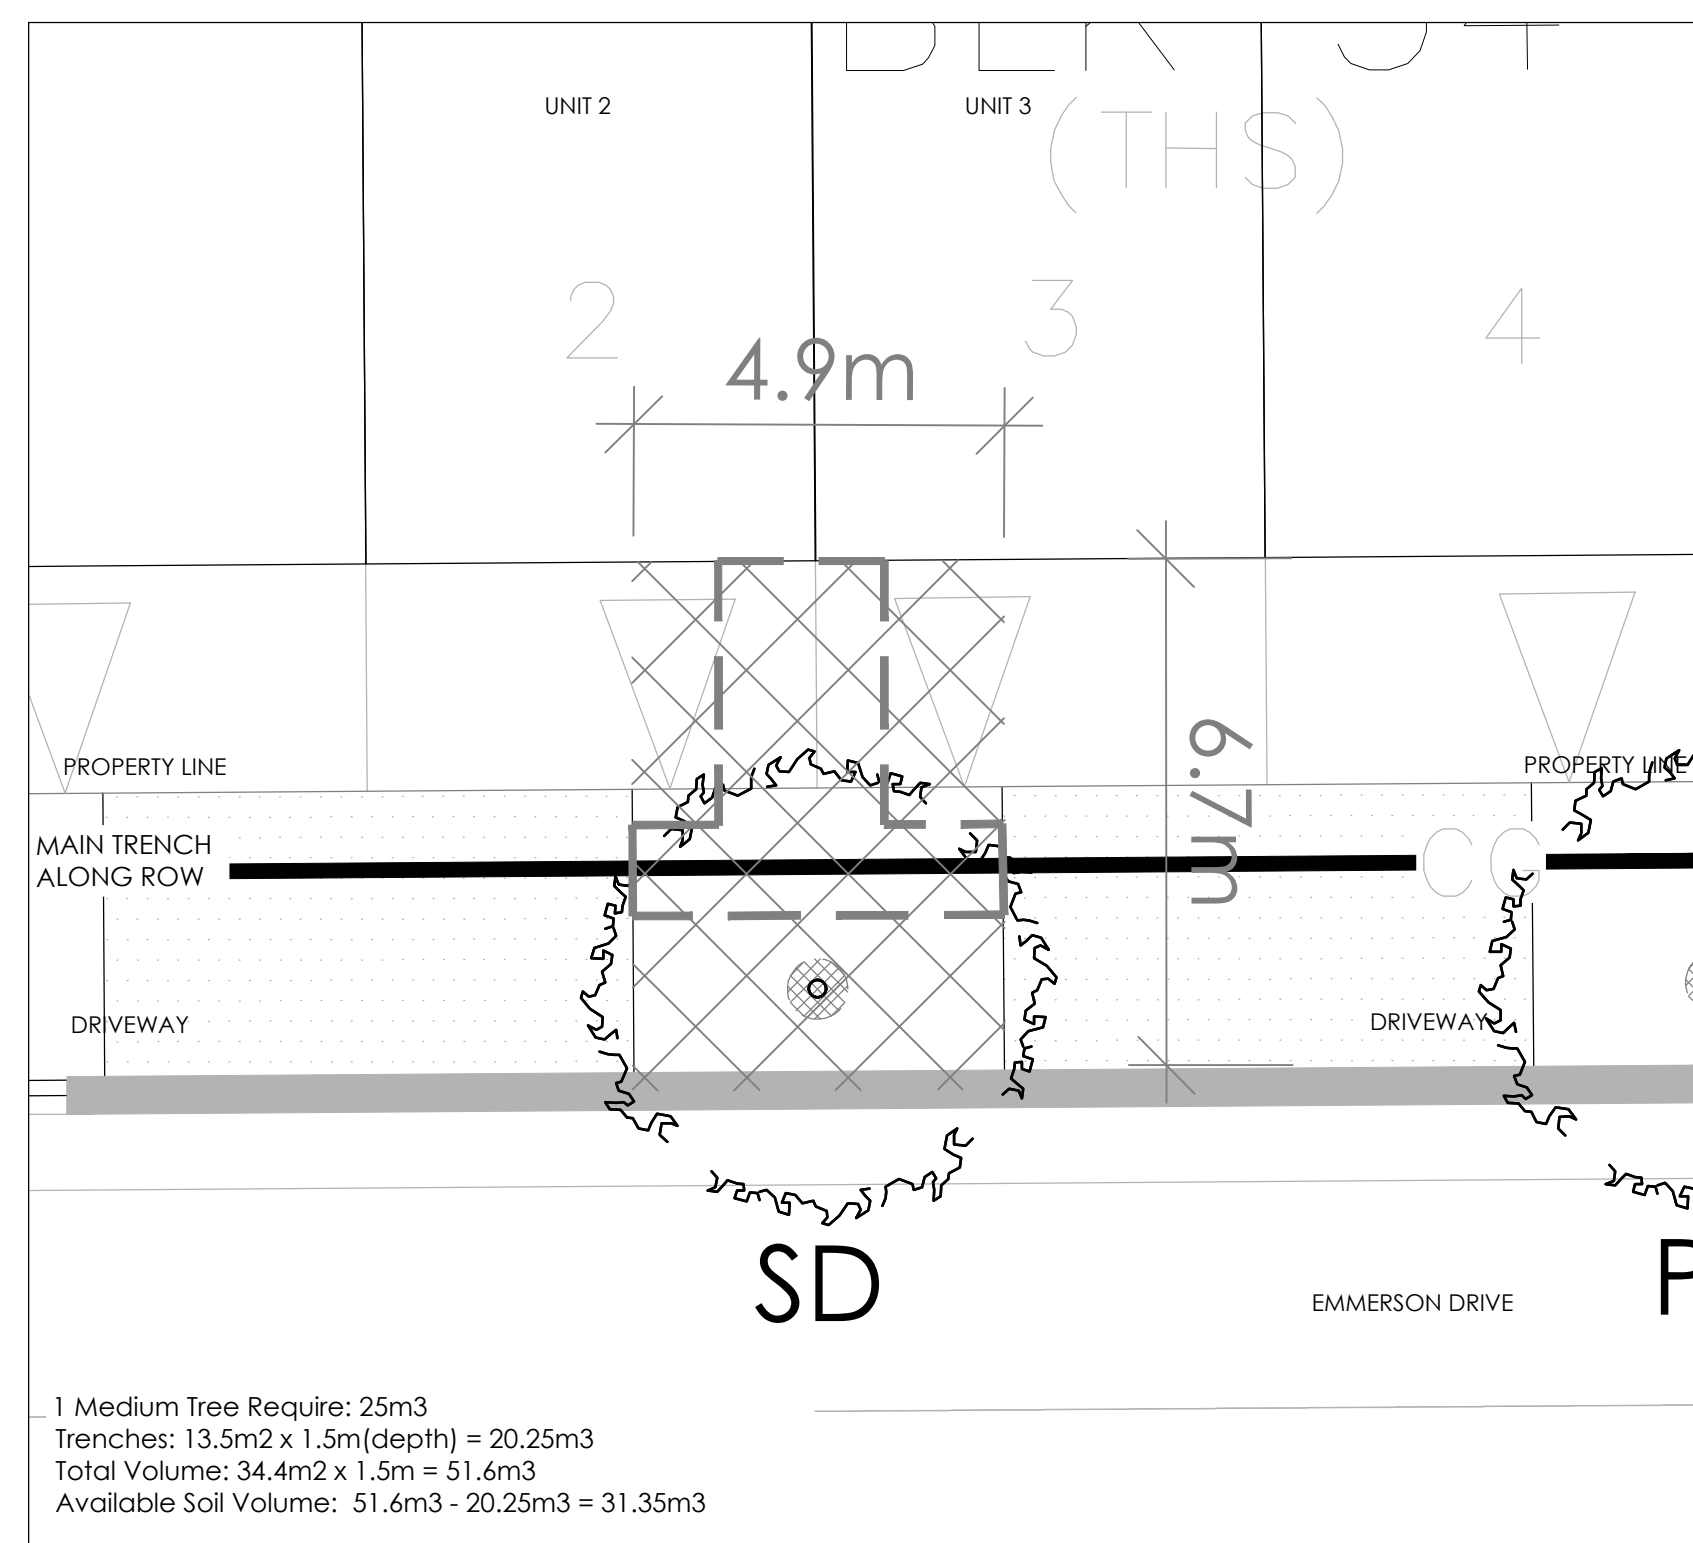 UNIT 2
UNIT 3
(THS)
2
3
4
4.9m
6.7m
PROPERTY LINE
PROPERTY LINE
MAIN TRENCH
ALONG ROW
DRIVEWAY
DRIVEWAY
SD
EMMERSON DRIVE
1 Medium Tree Require: 25m3
Trenches: 13.5m2 x 1.5m(depth) = 20.25m3
Total Volume: 34.4m2 x 1.5m = 51.6m3
Available Soil Volume: 51.6m3 - 20.25m3 = 31.35m3